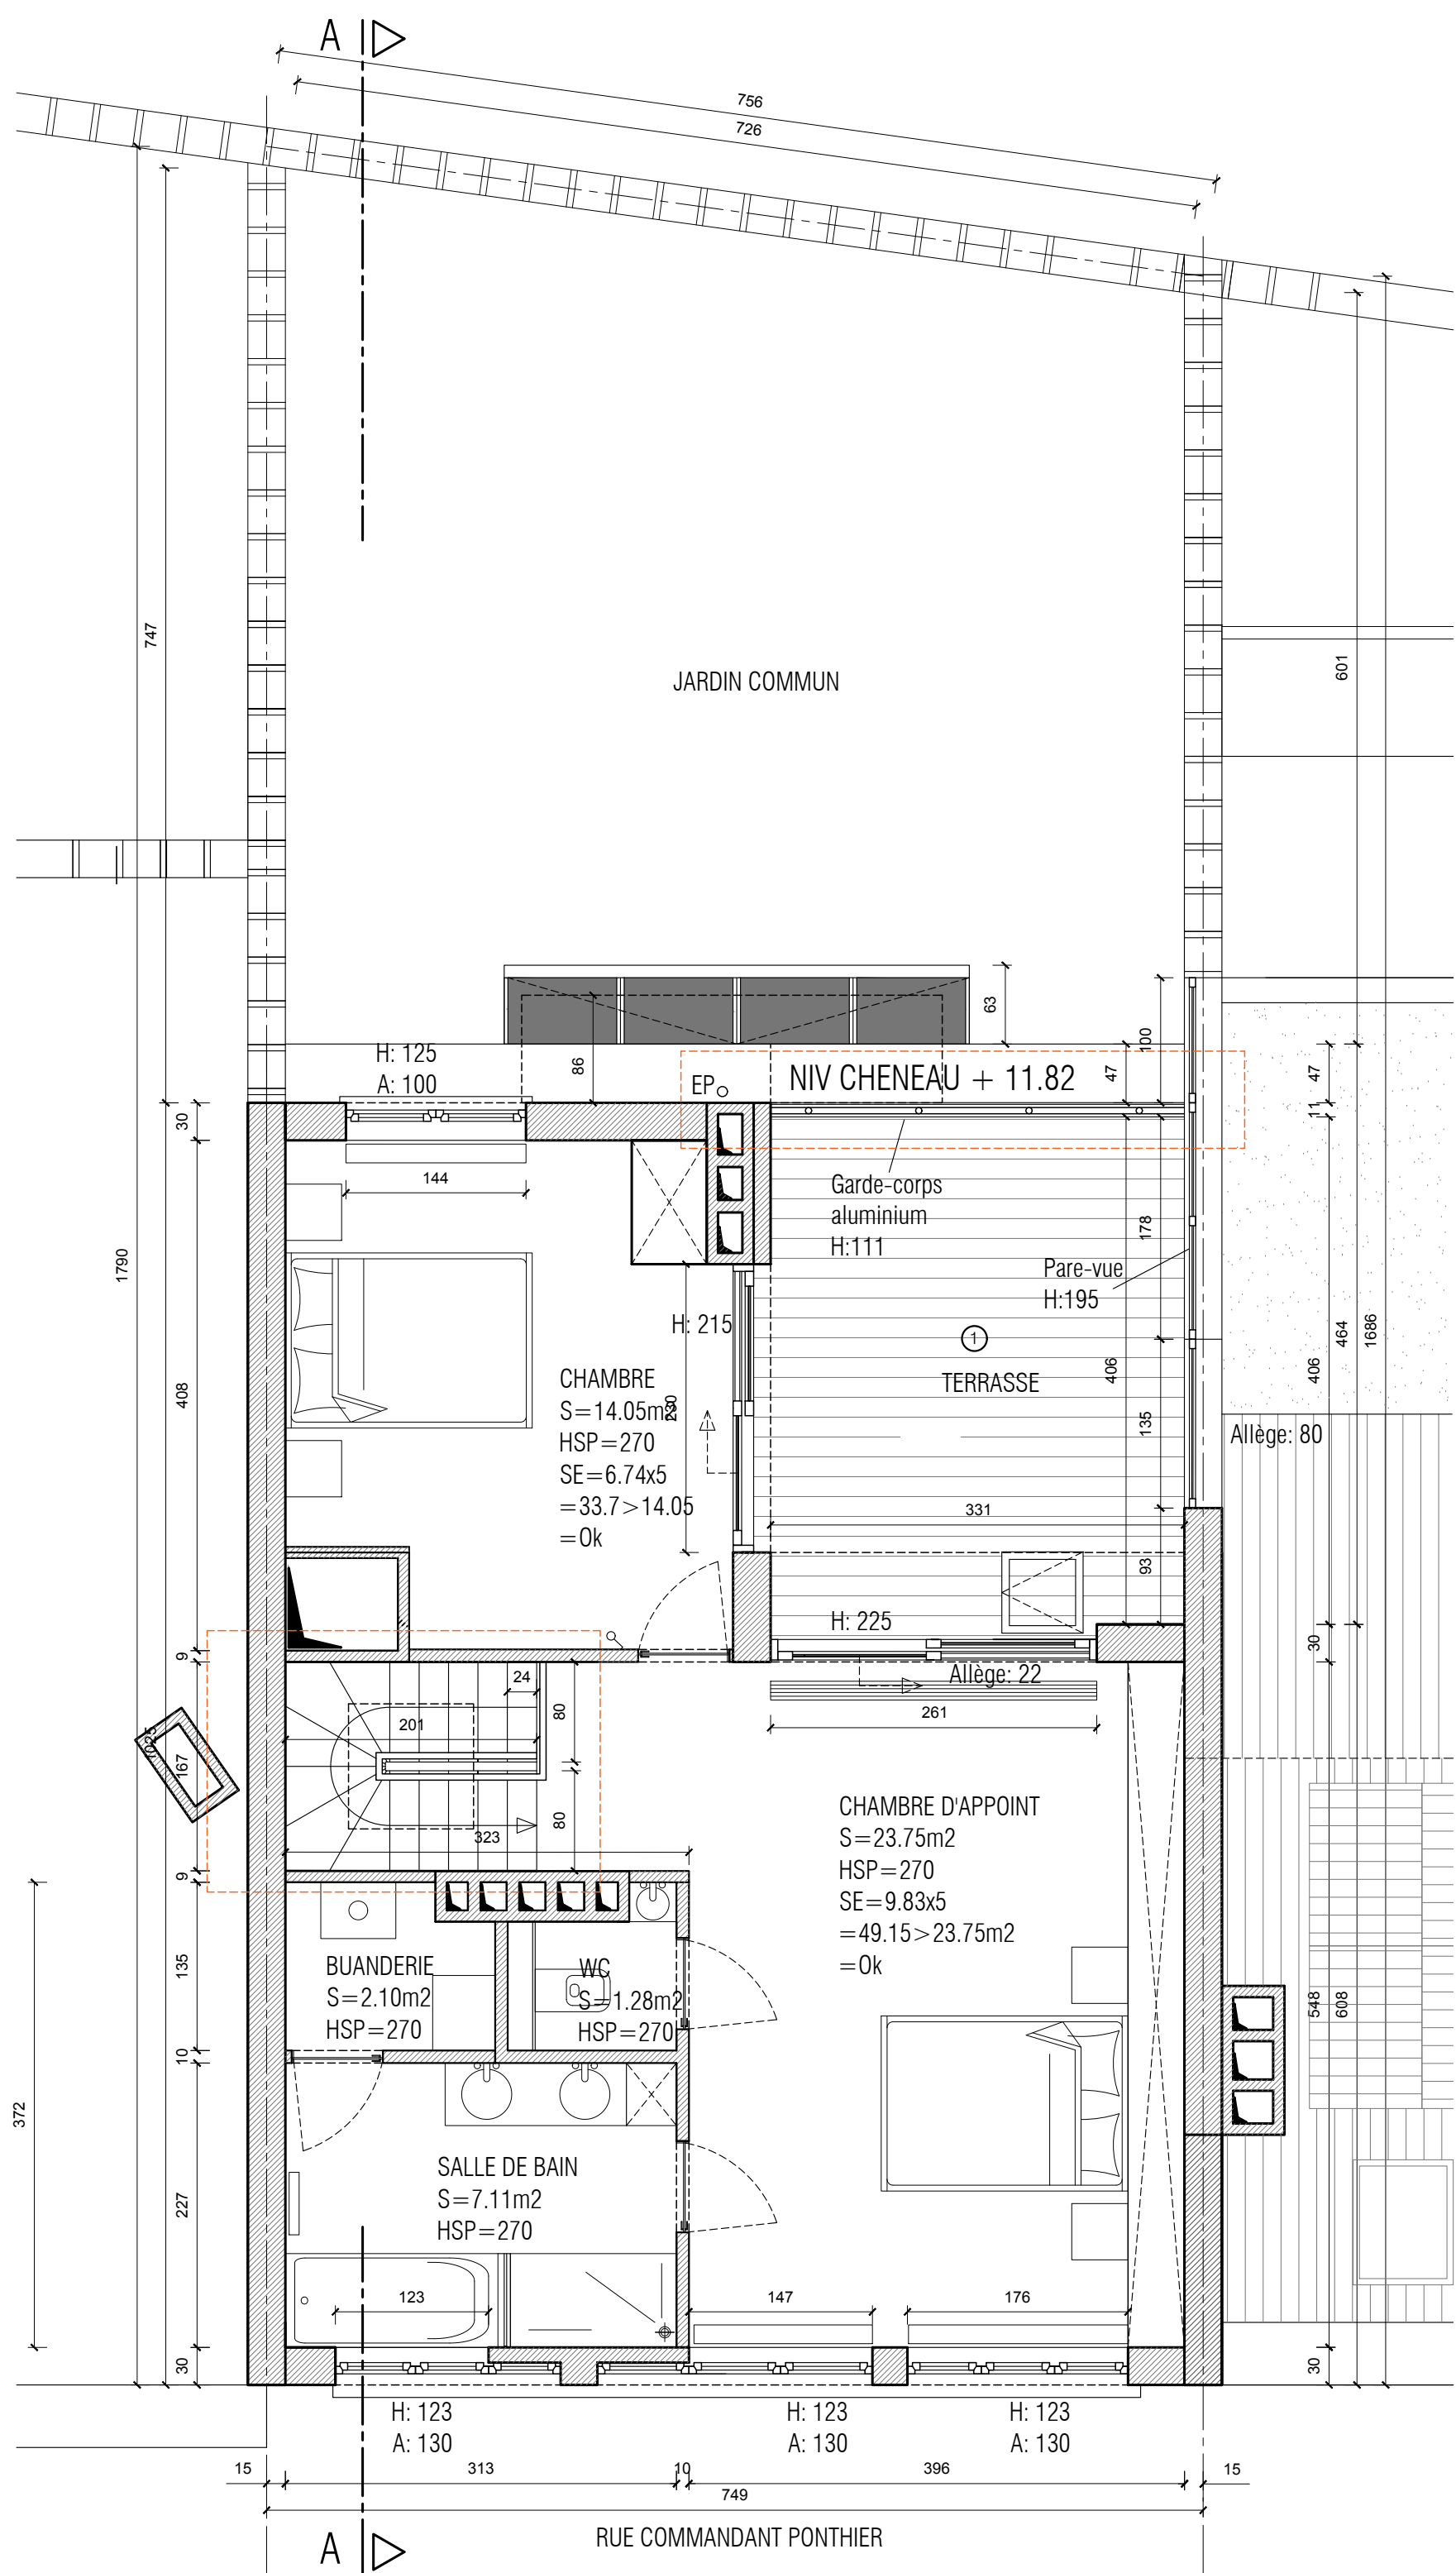 A
756
726
747
1790
601
JARDIN COMMUN
63
86
H: 125
A: 100
EP
NIV CHENEAU + 11.82
47
100
47
11
30
144
Garde-corps
aluminium
H:111
178
Pare-vue
H:195
H: 215
1
TERRASSE
406
464
1686
406
408
CHAMBRE
S=14.05m2
HSP=270
SE=6.74x5
=33.7>14.05
=Ok
230
135
Allège: 80
331
93
H: 225
Allège: 22
30
9
24
80
261
201
1025
167
80
323
9
CHAMBRE D'APPOINT
S=23.75m2
HSP=270
SE=9.83x5
=49.15>23.75m2
=Ok
135
BUANDERIE
S=2.10m2
HSP=270
WC
S=1.28m2
HSP=270
548
608
10
372
SALLE DE BAIN
S=7.11m2
HSP=270
227
123
147
176
30
30
H: 123
A: 130
H: 123
A: 130
H: 123
A: 130
15
313
10
396
15
749
RUE COMMANDANT PONTHIER
A